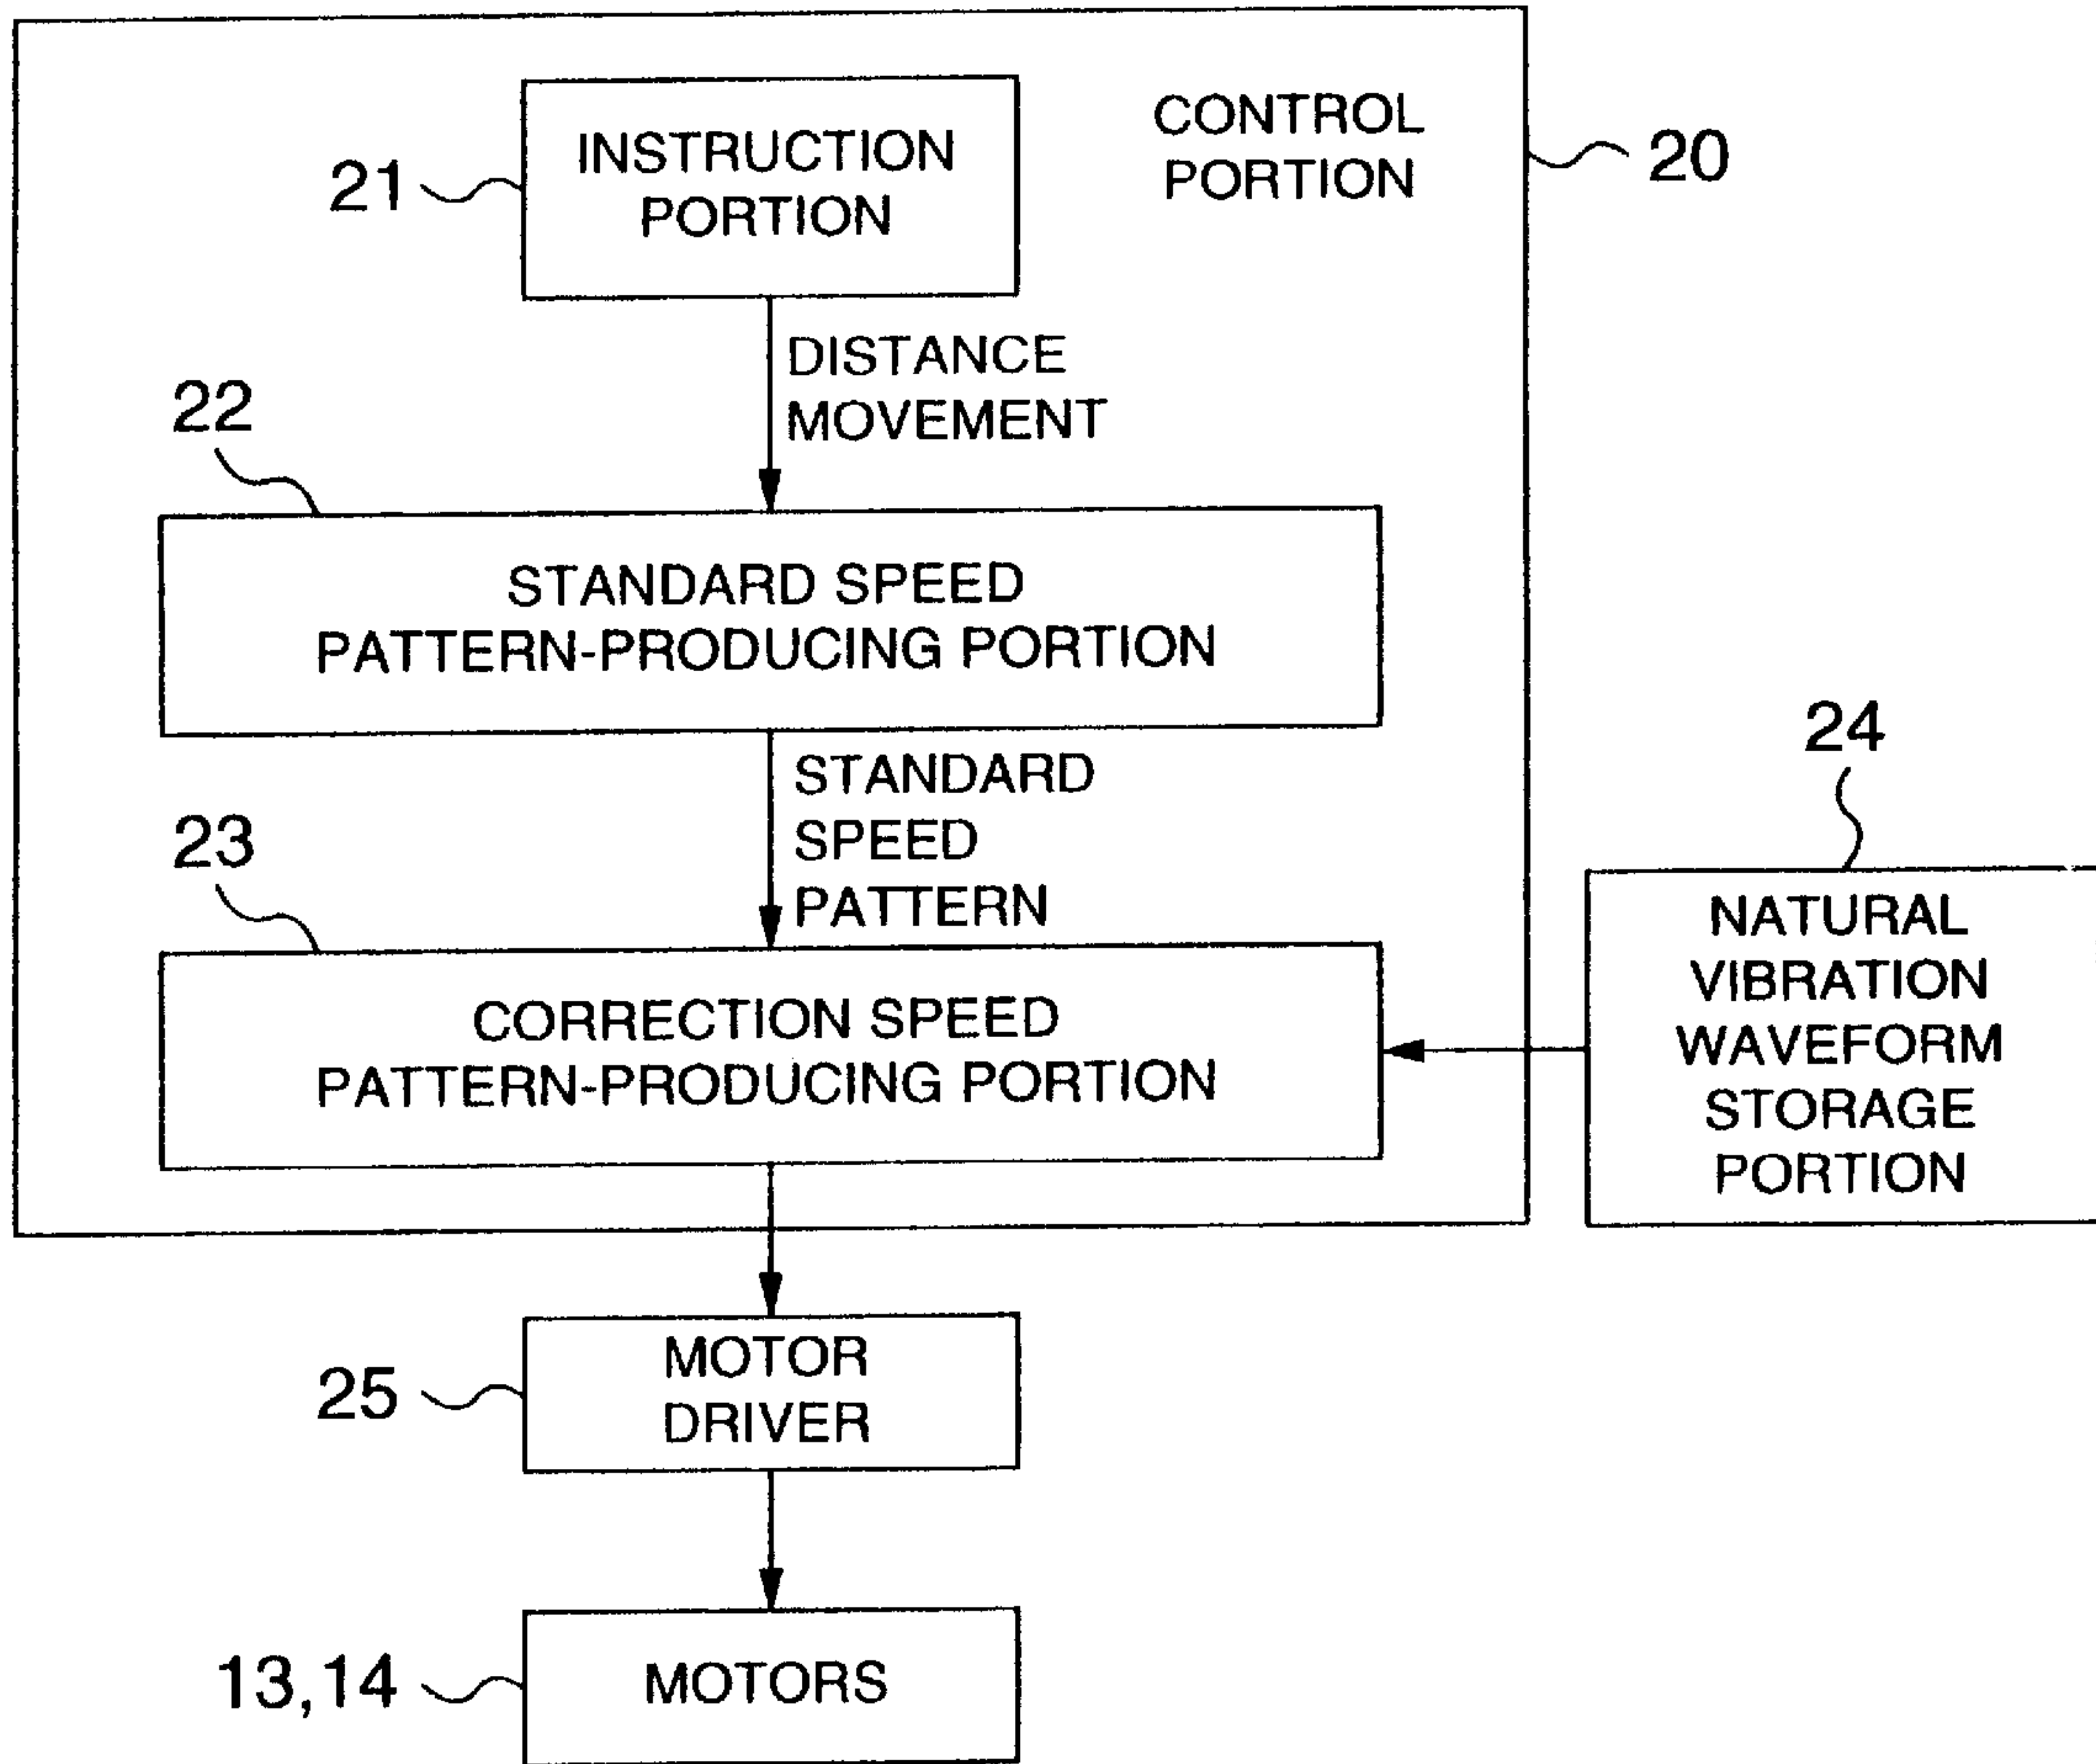 INSTRUCTION
PORTION
CONTROL
PORTION
20
21
DISTANCE
MOVEMENT
22
STANDARD SPEED
PATTERN-PRODUCING PORTION
STANDARD
SPEED
PATTERN
23
24
CORRECTION SPEED
PATTERN-PRODUCING PORTION
NATURAL
VIBRATION
WAVEFORM
STORAGE
PORTION
MOTOR
DRIVER
25
MOTORS
13,14